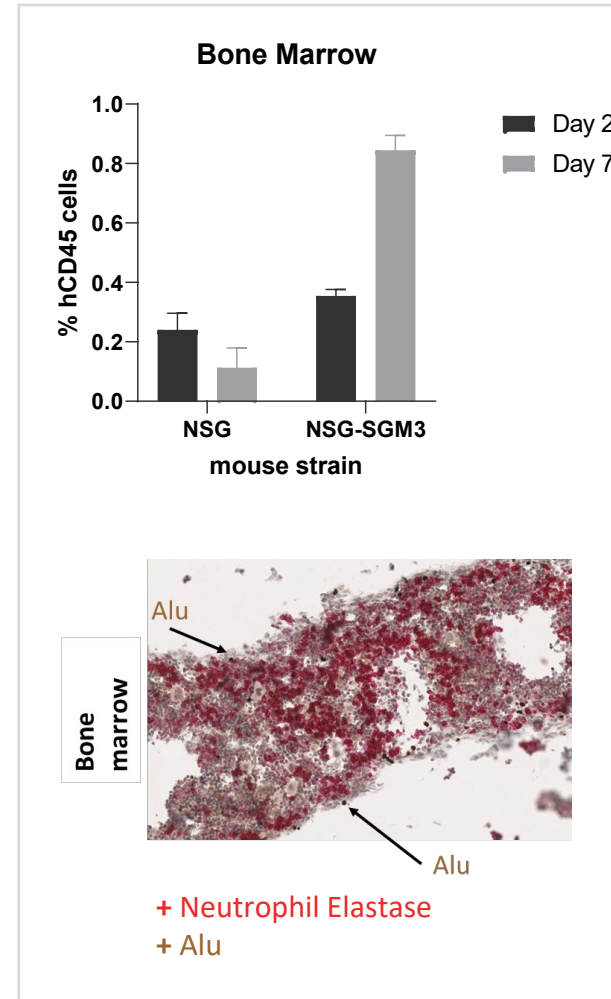 Bone Marrow
1.0
0.8
0.6
0.4
0.2
0.0
% hCD45 cells
Day 2
Day 7
NSG
NSG-SGM3
mouse strain
Alu
Bone
marrow
Alu
+ Neutrophil Elastase
+ Alu